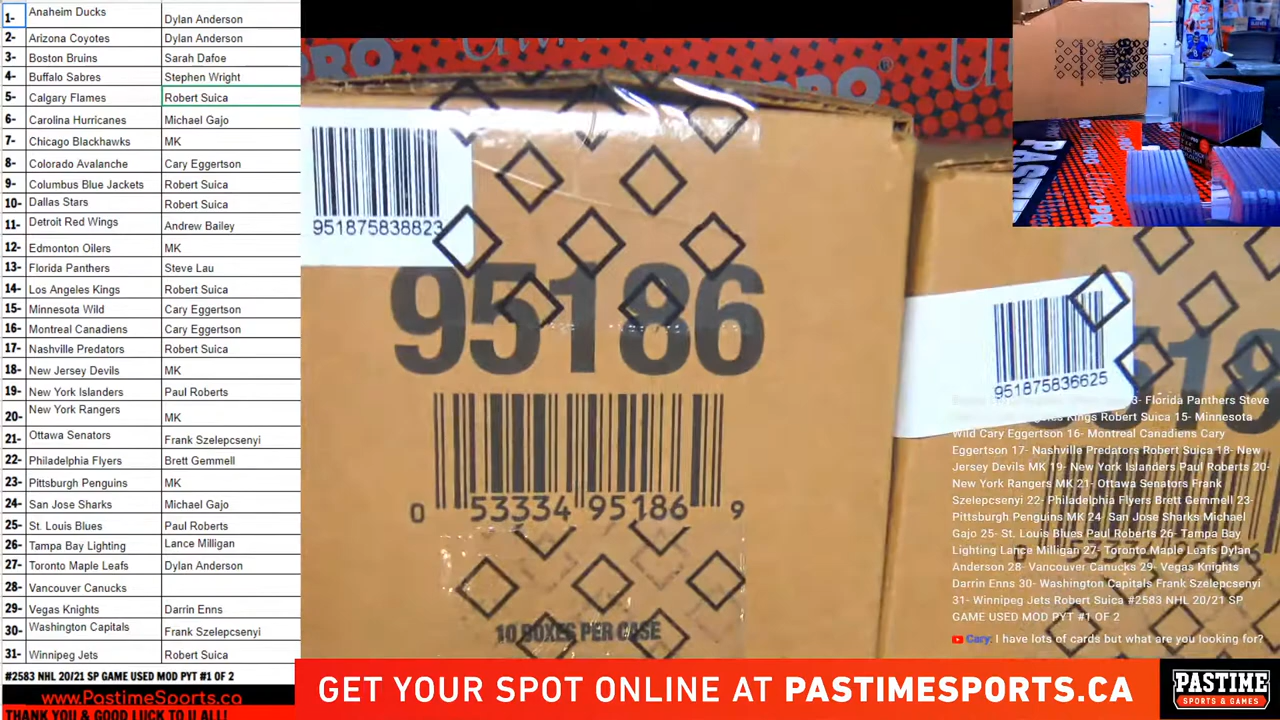 1- Anaheim Ducks Dylan Anderson
2- Arizona Coyotes Dylan Anderson
3- Boston Bruins Sarah Dafoe
4- Buffalo Sabres Stephen Wright
5- Calgary Flames Robert Suica
6- Carolina Hurricanes Michael Gajo
7- Chicago Blackhawks MK
8- Colorado Avalanche Cary Eggertson
9- Columbus Blue Jackets Robert Suica
10- Dallas Stars Robert Suica
11- Detroit Red Wings Andrew Bailey
12- Edmonton Oilers MK
13- Florida Panthers Steve Lau
14- Los Angeles Kings Robert Suica
15- Minnesota Wild Cary Eggertson
16- Montreal Canadiens Cary Eggertson
17- Nashville Predators Robert Suica
18- New Jersey Devils MK
19- New York Islanders Paul Roberts
20- New York Rangers MK
21- Ottawa Senators Frank Szelepcsenyi
22- Philadelphia Flyers Brett Gemmell
23- Pittsburgh Penguins MK
24- San Jose Sharks Michael Gajo
25- St. Louis Blues Paul Roberts
26- Tampa Bay Lighting Lance Milligan
27- Toronto Maple Leafs Dylan Anderson
28- Vancouver Canucks
29- Vegas Knights Darrin Enns
30- Washington Capitals Frank Szelepcsenyi
31- Winnipeg Jets Robert Suica
#2583 NHL 20/21 SP GAME USED MOD PYT #1 OF 2
www.PastimeSports.ca
THANK YOU & GOOD LUCK TO U ALL!
PRO
PRO
951875838823
95186
0 53334 95186 9
10 BOXES PER CASE
951875836625
Florida Panthers Steve
Kings Robert Suica 15- Minnesota
Wild Cary Eggertson 16- Montreal Canadiens Cary
Eggertson 17- Nashville Predators Robert Suica 18- New
Jersey Devils MK 19- New York Islanders Paul Roberts 20-
New York Rangers MK 21- Ottawa Senators Frank
Szelepcsenyi 22- Philadelphia Flyers Brett Gemmell 23-
Pittsburgh Penguins MK 24- San Jose Sharks Michael
Gajo 25- St. Louis Blues Paul Roberts 26- Tampa Bay
Lighting Lance Milligan 27- Toronto Maple Leafs Dylan
Anderson 28- Vancouver Canucks 29- Vegas Knights
Darrin Enns 30- Washington Capitals Frank Szelepcsenyi
31- Winnipeg Jets Robert Suica #2583 NHL 20/21 SP
GAME USED MOD PYT #1 OF 2
Cary: I have lots of cards but what are you looking for?
GET YOUR SPOT ONLINE AT PASTIMESPORTS.CA
PASTIME
SPORTS & GAMES